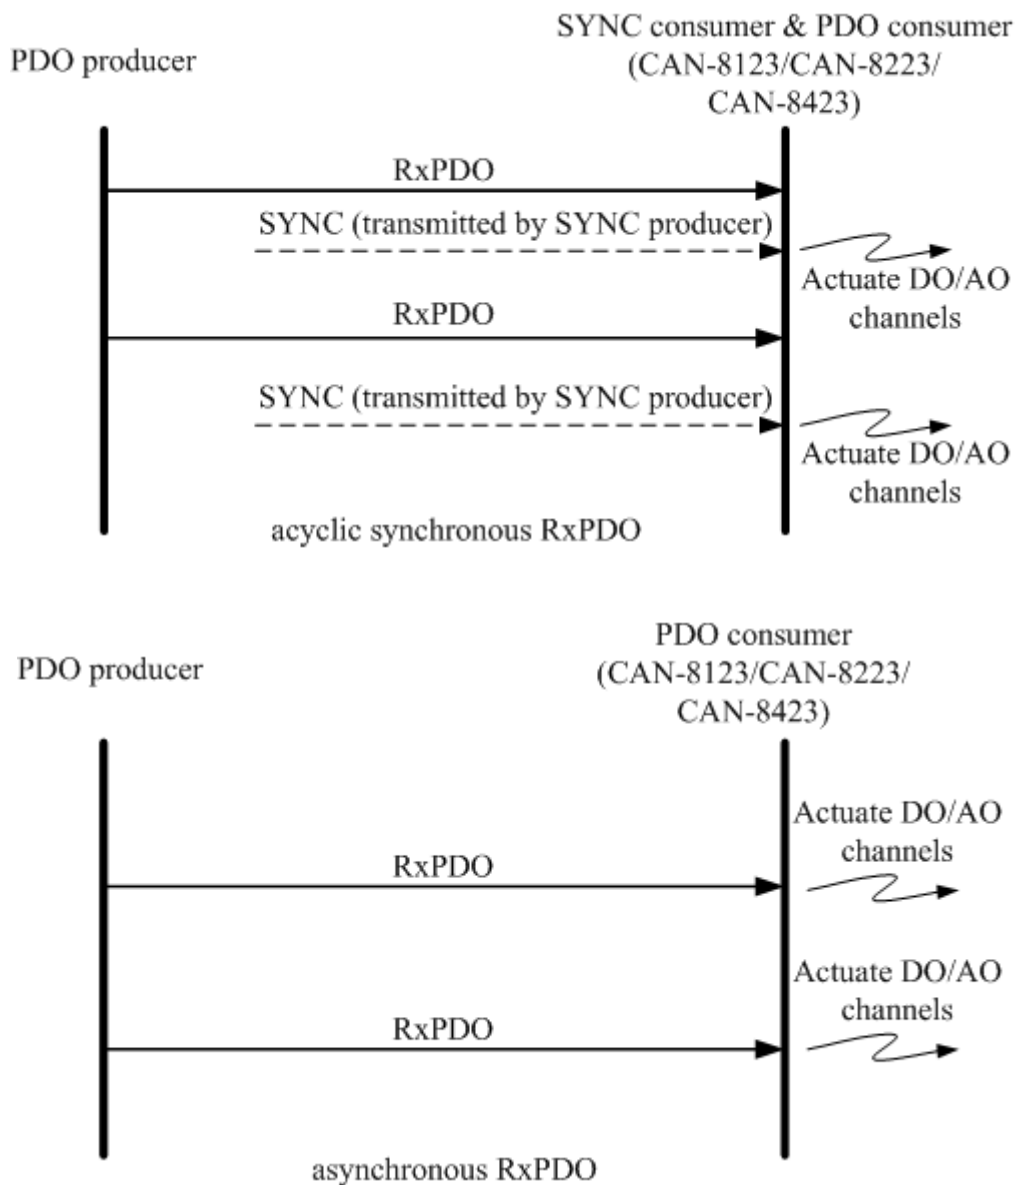 PDO producer
SYNC consumer & PDO consumer
(CAN-8123/CAN-8223/
CAN-8423)
RxPDO
SYNC (transmitted by SYNC producer)
Actuate DO/AO
channels
RxPDO
SYNC (transmitted by SYNC producer)
Actuate DO/AO
channels
acyclic synchronous RxPDO
PDO producer
PDO consumer
(CAN-8123/CAN-8223/
CAN-8423)
Actuate DO/AO
channels
RxPDO
Actuate DO/AO
channels
RxPDO
asynchronous RxPDO